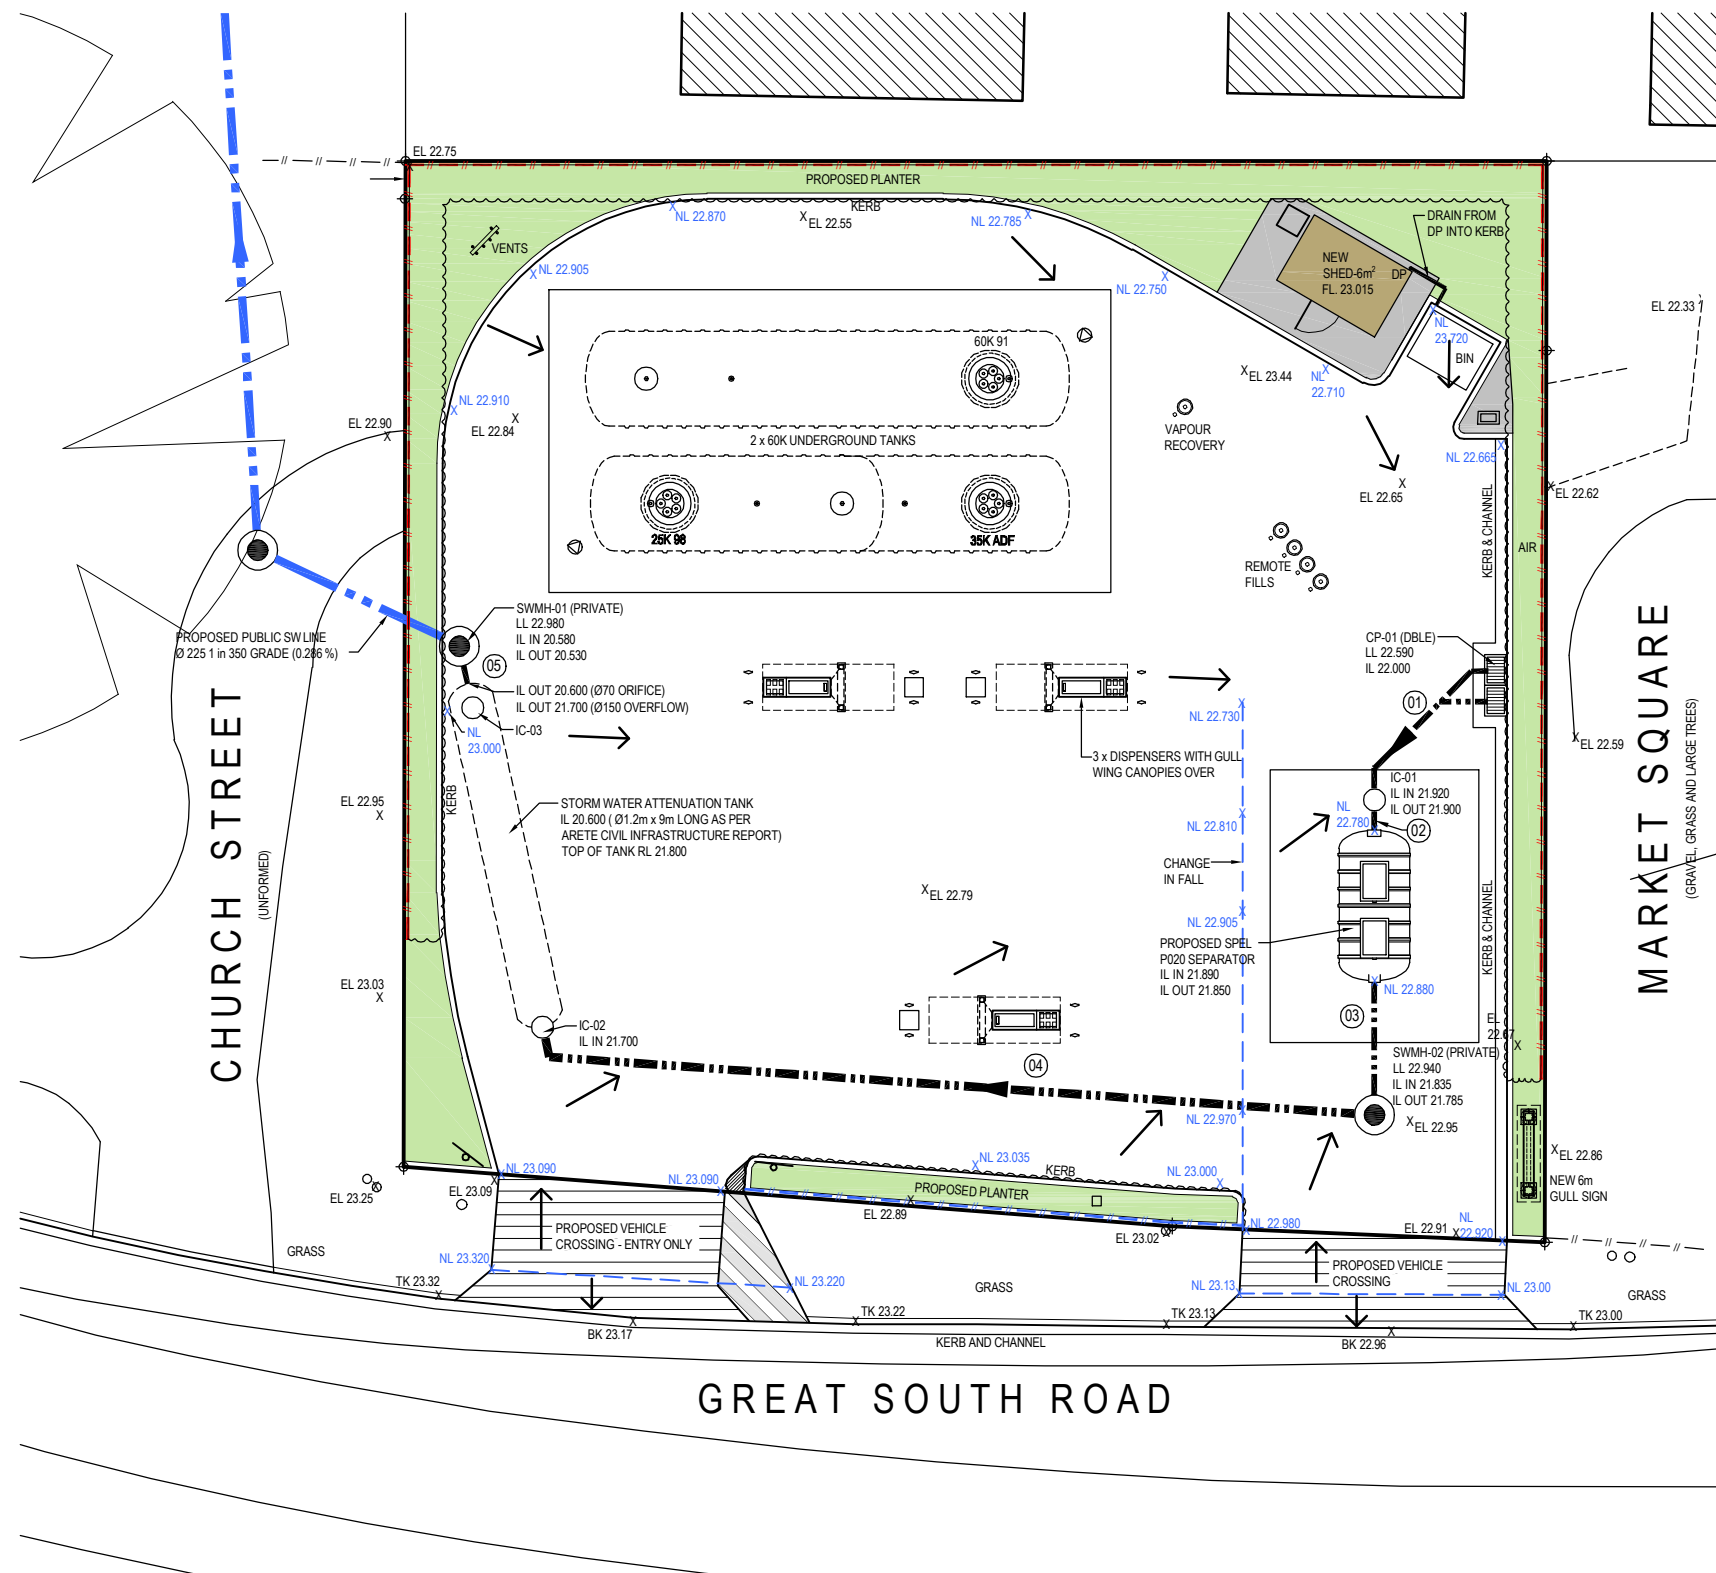 EL 22.75
PROPOSED PLANTER
KERB
NL 22.870
EL 22.55
NL 22.785
DRAIN FROM
DP INTO KERB
VENTS
NL 22.905
NL 22.750
NEW
SHED-6m²
FL. 23.015
DP
EL 22.33
NL
23.720
BIN
60K 91
EL 23.44
NL
22.710
NL 22.910
EL 22.84
EL 22.90
VAPOUR
RECOVERY
2 x 60K UNDERGROUND TANKS
NL 22.665
EL 22.65
EL 22.62
KERB & CHANNEL
AIR
25K 98
35K ADF
REMOTE
FILLS
SWMH-01 (PRIVATE)
LL 22.980
IL IN 20.580
IL OUT 20.530
PROPOSED PUBLIC SW LINE
Ø 225 1 in 350 GRADE (0.286 %)
05
IL OUT 20.600 (Ø70 ORIFICE)
IL OUT 21.700 (Ø150 OVERFLOW)
IC-03
NL
23.000
CP-01 (DBLE)
LL 22.590
IL 22.000
01
NL 22.730
EL 22.59
3 x DISPENSERS WITH GULL
WING CANOPIES OVER
CHURCH STREET
(UNFORMED)
MARKET SQUARE
(GRAVEL, GRASS AND LARGE TREES)
EL 22.95
KERB
STORM WATER ATTENUATION TANK
IL 20.600 ( Ø1.2m x 9m LONG AS PER
ARETE CIVIL INFRASTRUCTURE REPORT)
TOP OF TANK RL 21.800
IC-01
IL IN 21.920
IL OUT 21.900
NL
22.780
02
NL 22.810
CHANGE
IN FALL
EL 22.79
NL 22.905
KERB & CHANNEL
PROPOSED SPEL
P020 SEPARATOR
IL IN 21.890
IL OUT 21.850
NL 22.880
EL 23.03
03
EL
22.67
IC-02
IL IN 21.700
04
SWMH-02 (PRIVATE)
LL 22.940
IL IN 21.835
IL OUT 21.785
NL 22.970
EL 22.95
EL 22.86
NEW 6m
GULL SIGN
NL 23.090
NL 23.090
NL 23.035
KERB
NL 23.000
EL 23.25
EL 23.09
PROPOSED PLANTER
EL 22.89
EL 23.02
NL 22.980
EL 22.91
NL
22.920
PROPOSED VEHICLE
CROSSING - ENTRY ONLY
PROPOSED VEHICLE
CROSSING
GRASS
NL 23.320
NL 23.220
GRASS
NL 23.13
NL 23.00
GRASS
TK 23.32
TK 23.22
TK 23.13
TK 23.00
BK 23.17
KERB AND CHANNEL
BK 22.96
GREAT SOUTH ROAD